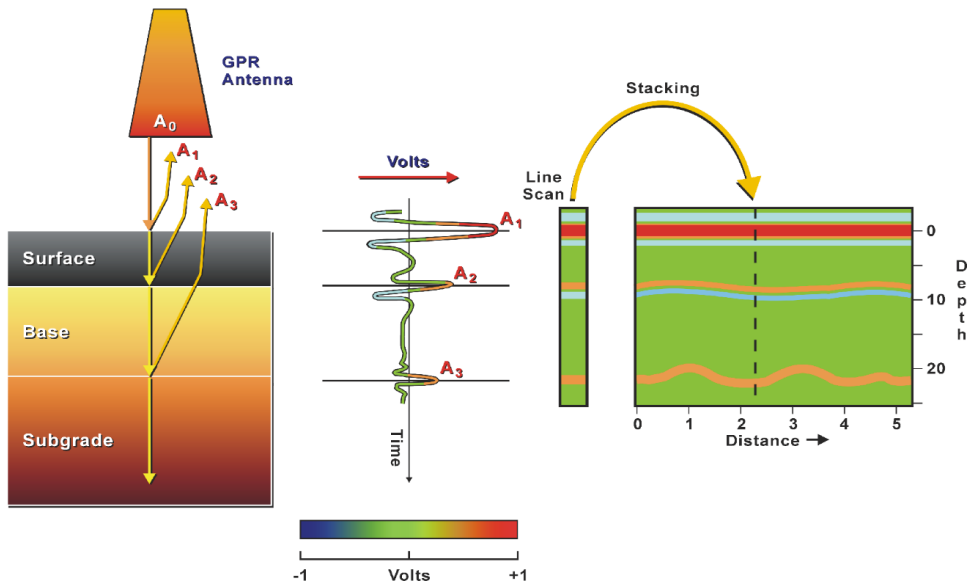 GPR
Antenna
A0
A1
A2
A3
Surface
Base
Subgrade
Volts
A1
A2
A3
Time
-1
Volts
+1
Stacking
Line
Scan
0
10
20
Depth
0 1 2 3 4 5
Distance